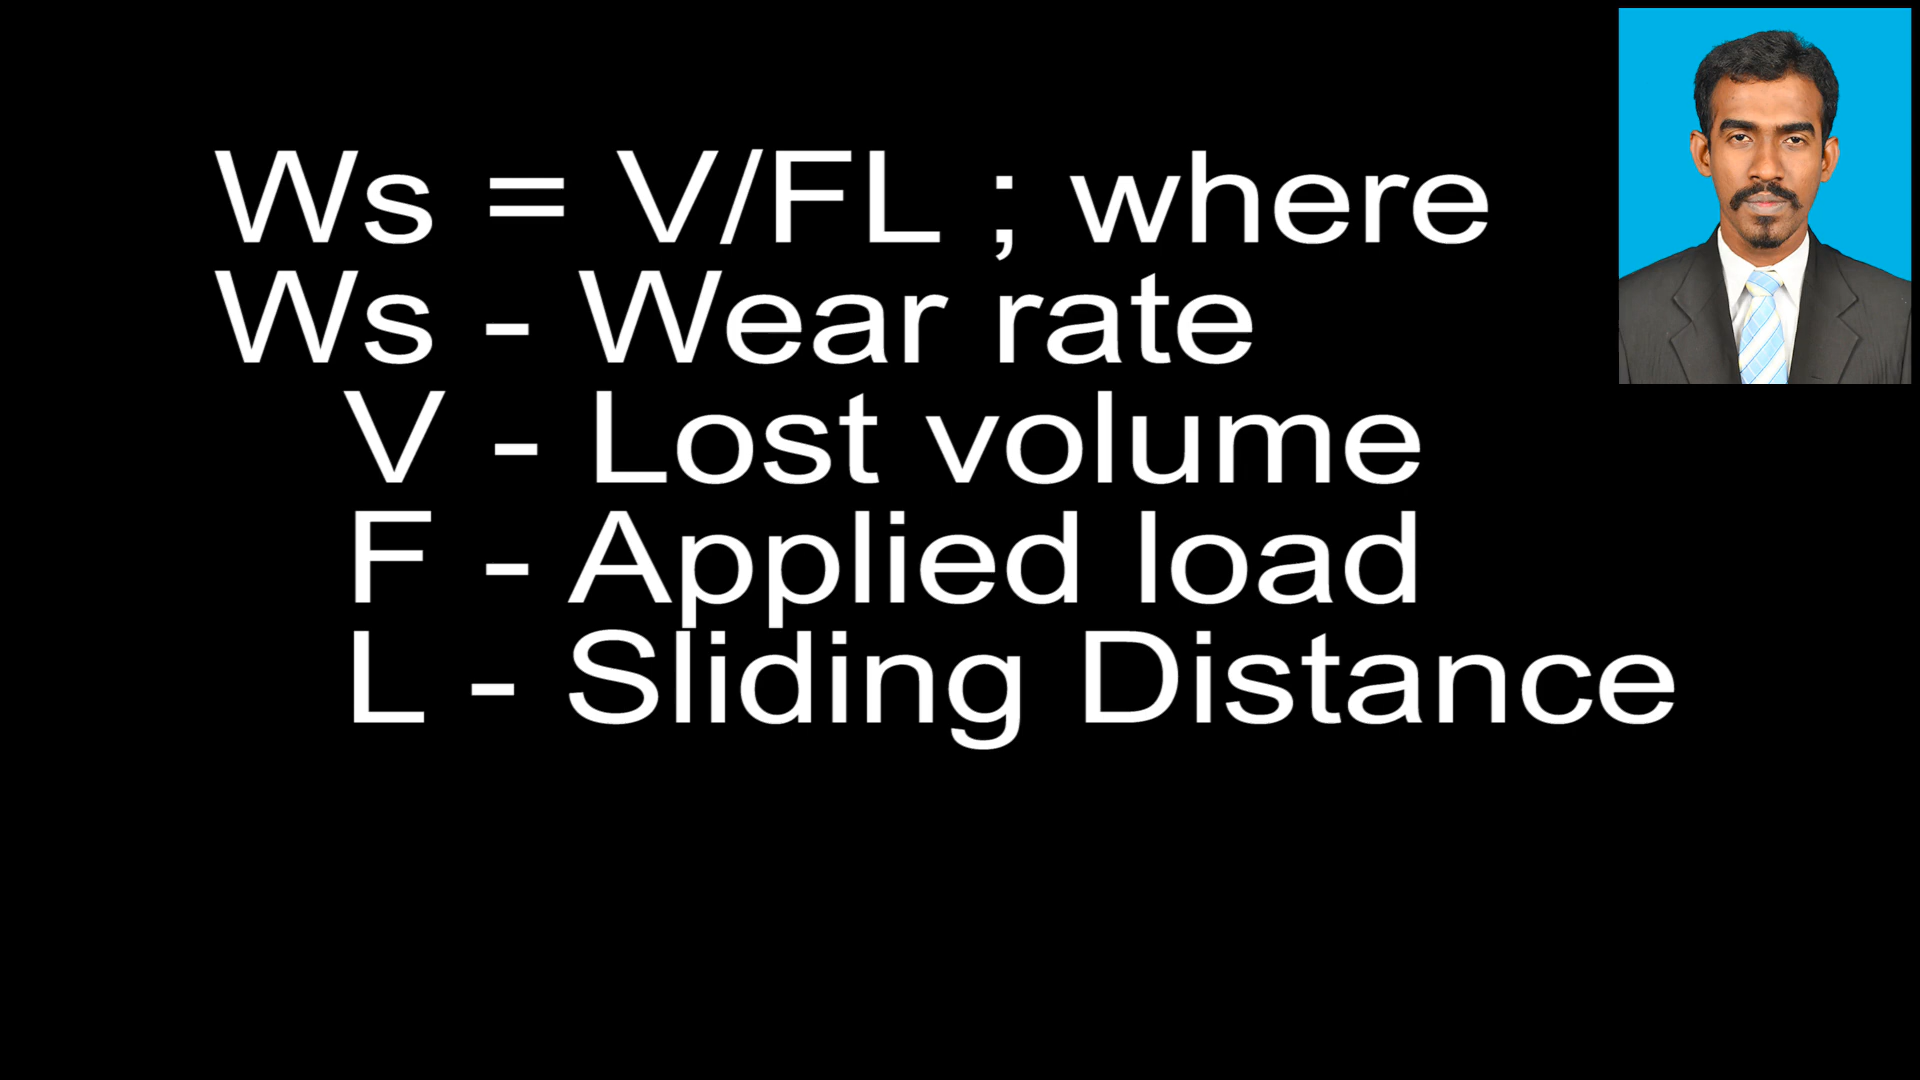 Ws = V/FL ; where
Ws - Wear rate
V - Lost volume
F - Applied load
L - Sliding Distance